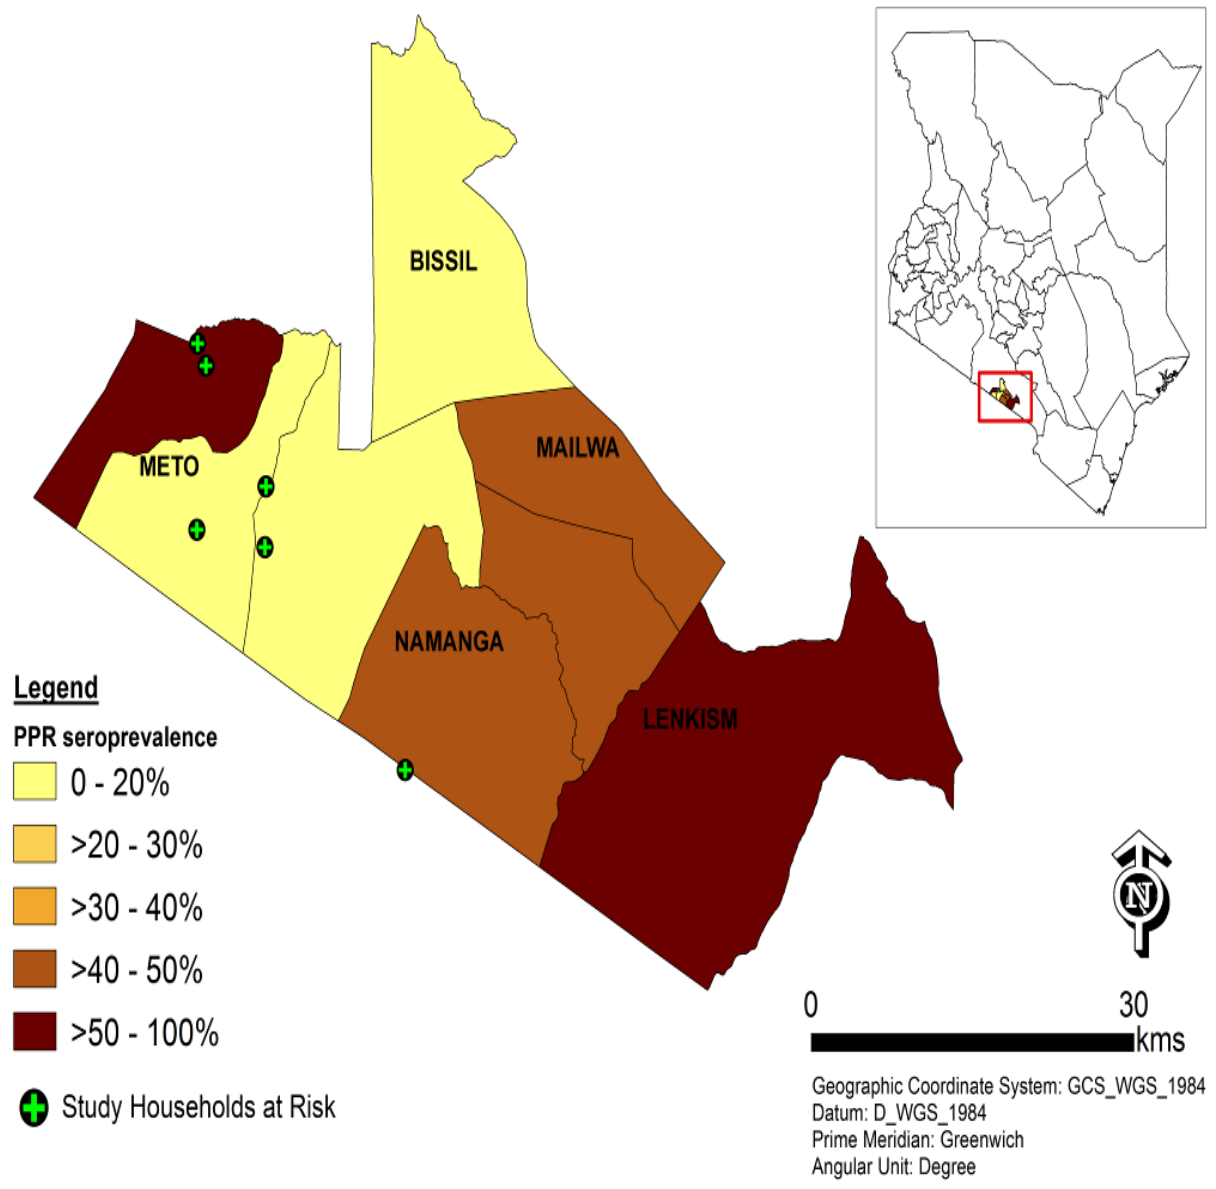 BISSIL
MAILWA
METO
NAMANGA
LENKISM
Legend
PPR seroprevalence
0 - 20%
>20 - 30%
>30 - 40%
>40 - 50%
>50 - 100%
Study Households at Risk
N
0 30
kms
Geographic Coordinate System: GCS_WGS_1984
Datum: D_WGS_1984
Prime Meridian: Greenwich
Angular Unit: Degree